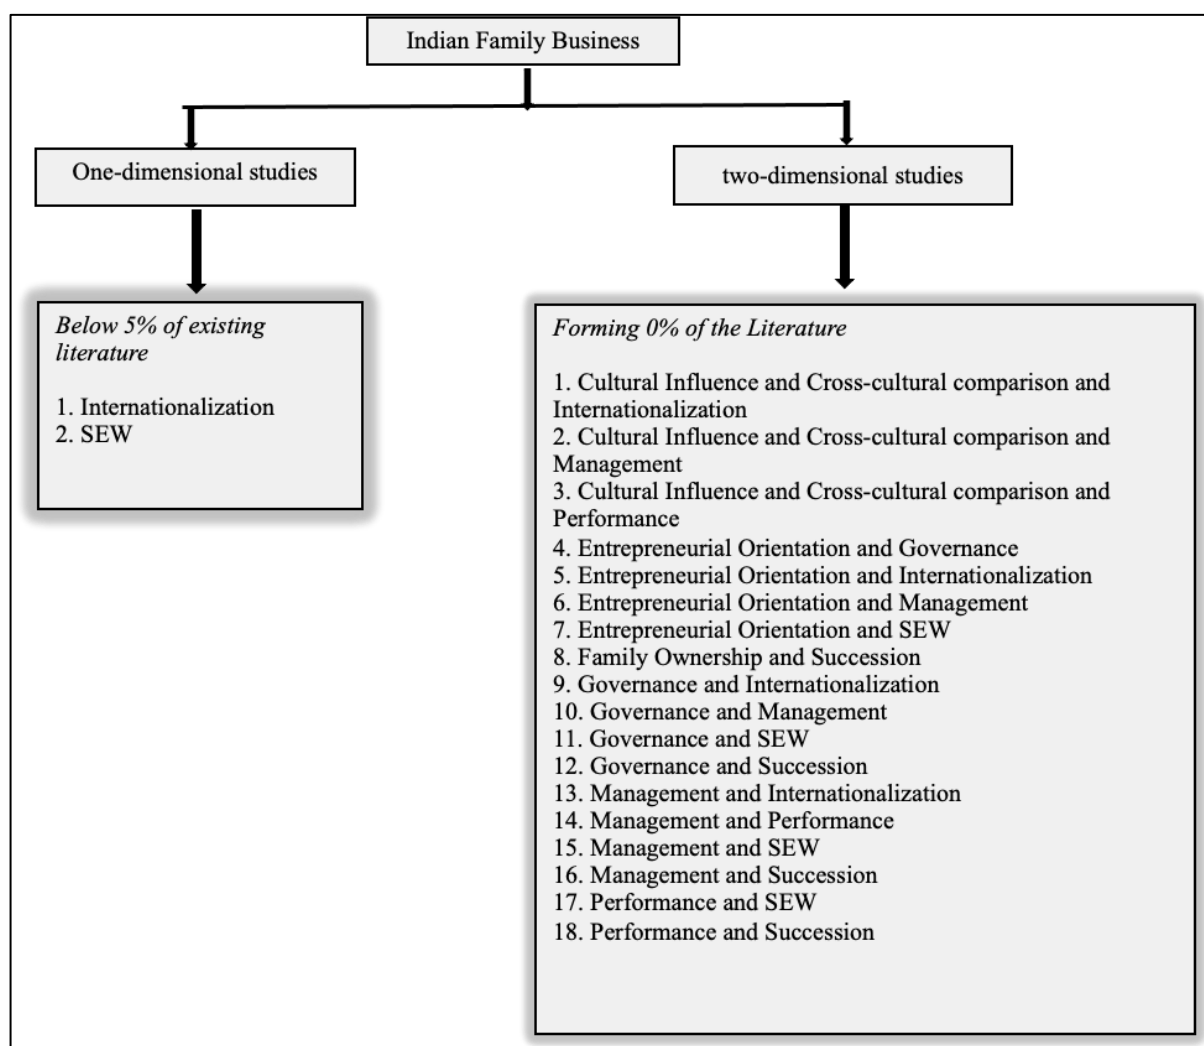 Indian Family Business
One-dimensional studies
two-dimensional studies
Below 5% of existing
literature
1. Internationalization
2. SEW
Forming 0% of the Literature
1. Cultural Influence and Cross-cultural comparison and
Internationalization
2. Cultural Influence and Cross-cultural comparison and
Management
3. Cultural Influence and Cross-cultural comparison and
Performance
4. Entrepreneurial Orientation and Governance
5. Entrepreneurial Orientation and Internationalization
6. Entrepreneurial Orientation and Management
7. Entrepreneurial Orientation and SEW
8. Family Ownership and Succession
9. Governance and Internationalization
10. Governance and Management
11. Governance and SEW
12. Governance and Succession
13. Management and Internationalization
14. Management and Performance
15. Management and SEW
16. Management and Succession
17. Performance and SEW
18. Performance and Succession